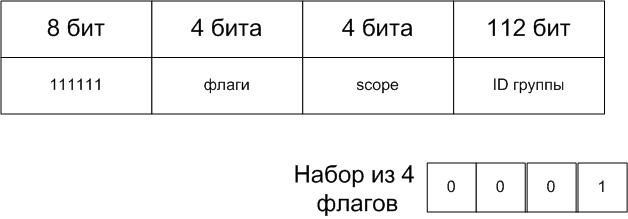 8 бит 4 бита 4 бита 112 бит
111111 флаги scope ID группы
Набор из 4 0 0 0 1
флагов